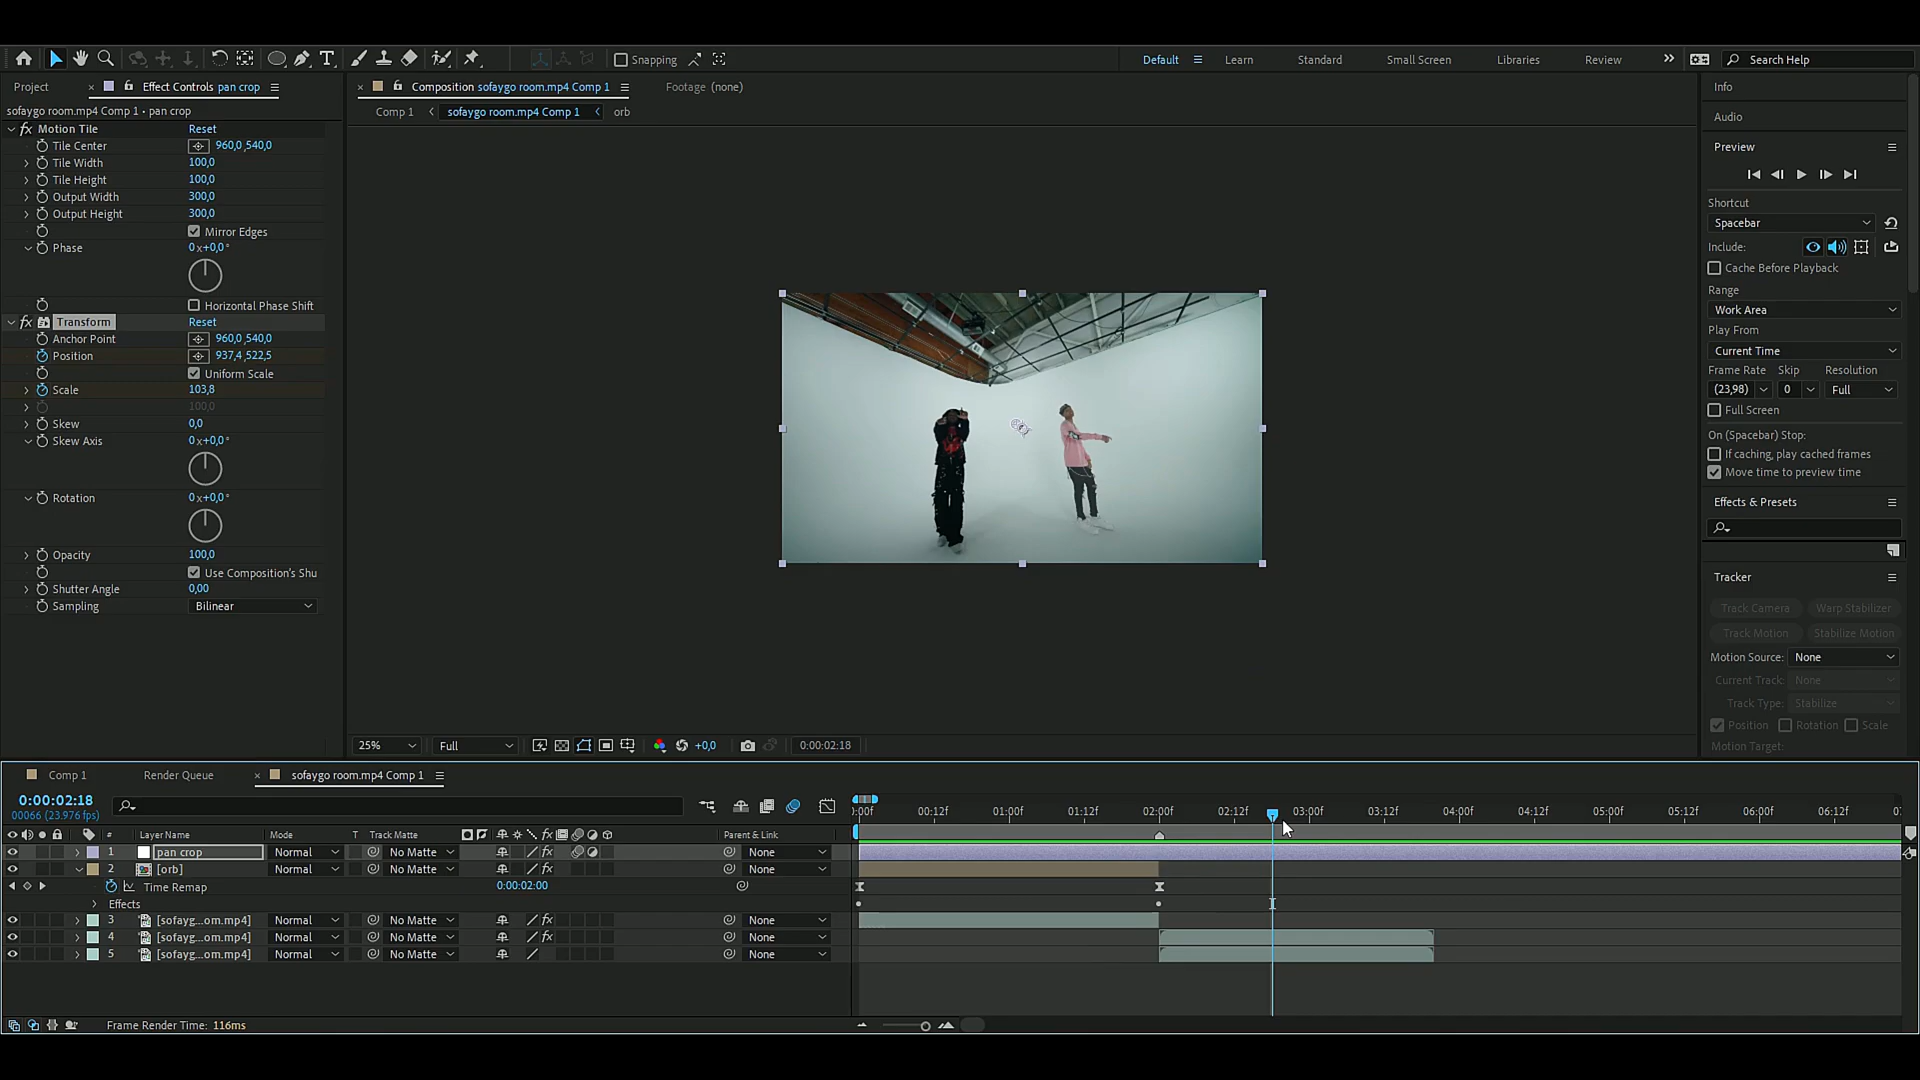 Snapping
Default
Learn
Standard
Small Screen
Libraries
Review
Search Help
Project
Effect Controls pan crop
Composition sofaygo room.mp4 Comp 1
Footage (none)
Info
sofaygo room.mp4 Comp 1 • pan crop
Comp 1
sofaygo room.mp4 Comp 1
orb
Audio
fx Motion Tile Reset
Tile Center 960,0,540,0
Tile Width 100,0
Tile Height 100,0
Output Width 300,0
Output Height 300,0
Mirror Edges
Phase 0x+0,0°
Horizontal Phase Shift
fx Transform Reset
Anchor Point 960,0,540,0
Position 937,4,522,5
Uniform Scale
Scale 103,8
100,0
Skew 0,0
Skew Axis 0x+0,0°
Rotation 0x+0,0°
Opacity 100,0
Use Composition's Shu
Shutter Angle 0,00
Sampling Bilinear
Preview
Shortcut
Spacebar
Include:
Cache Before Playback
Range
Work Area
Play From
Current Time
Frame Rate Skip Resolution
(23,98) 0 Full
Full Screen
On (Spacebar) Stop:
If caching, play cached frames
Move time to preview time
Effects & Presets
Tracker
Track Camera Warp Stabilizer
Track Motion Stabilize Motion
Motion Source: None
Current Track: None
Track Type: Stabilize
Position Rotation Scale
Motion Target:
25% Full +0,0 0:00:02:18
Comp 1
Render Queue
sofaygo room.mp4 Comp 1
0:00:02:18
00066 (23.976 fps)
:00f 00:12f 01:00f 01:12f 02:00f 02:12f 03:00f 03:12f 04:00f 04:12f 05:00f 05:12f 06:00f 06:12f 07
# Layer Name Mode T Track Matte fx Parent & Link
1 pan crop Normal No Matte fx None
2 [orb] Normal No Matte None
Time Remap 0:00:02:00
Effects
3 [sofayg...om.mp4] Normal No Matte fx None
4 [sofayg...om.mp4] Normal No Matte fx None
5 [sofayg...om.mp4] Normal No Matte None
Frame Render Time: 116ms